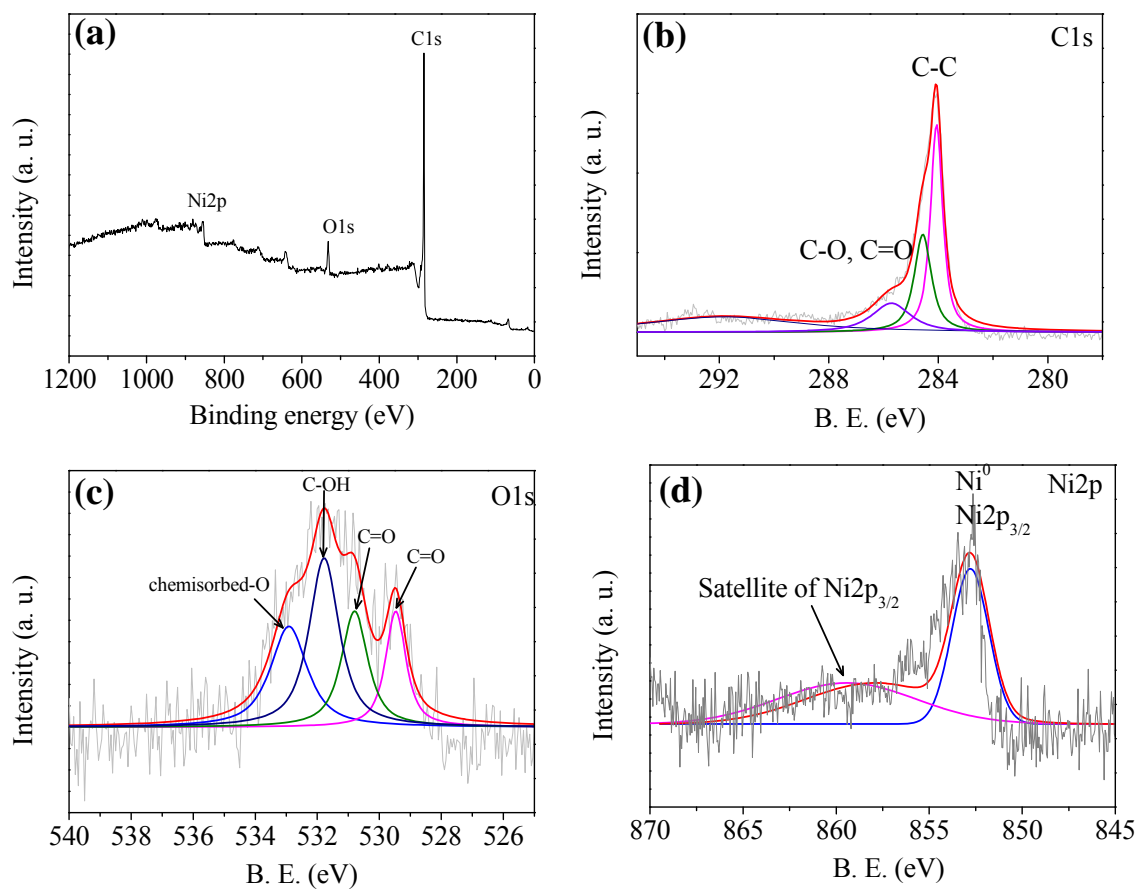 (a)
C1s
Ni2p
O1s
Intensity (a. u.)
1200 1000 800 600 400 200 0
Binding energy (eV)
(b)
C1s
C-C
C-O, C=O
Intensity (a. u.)
292 288 284 280
B. E. (eV)
(c)
O1s
C-OH
C=O
C=O
chemisorbed-O
Intensity (a. u.)
540 538 536 534 532 530 528 526
B. E. (eV)
(d)
Ni⁰
Ni2p
Ni2p₃/₂
Satellite of Ni2p₃/₂
Intensity (a. u.)
870 865 860 855 850 845
B. E. (eV)